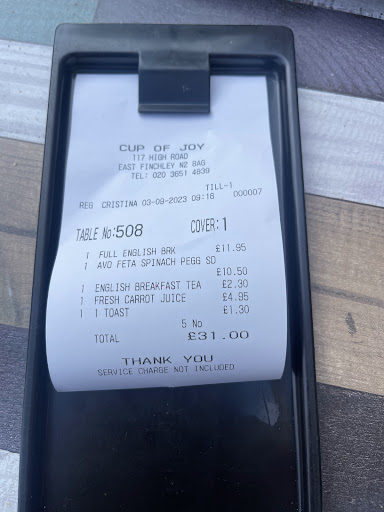 CUP OF JOY
117 HIGH ROAD
EAST FINCHLEY N2 8AG
TEL: 020 3651 4839
TILL-1
REG CRISTINA 03-09-2023 09:16 000007
TABLE No:508 COVER:1
1 FULL ENGLISH BRK £11.95
1 AVO FETA SPINACH PEGG SD
£10.50
1 ENGLISH BREAKFAST TEA £2.30
1 FRESH CARROT JUICE £4.95
1 1 TOAST £1.30
5 No
TOTAL £31.00
THANK YOU
SERVICE CHARGE NOT INCLUDED